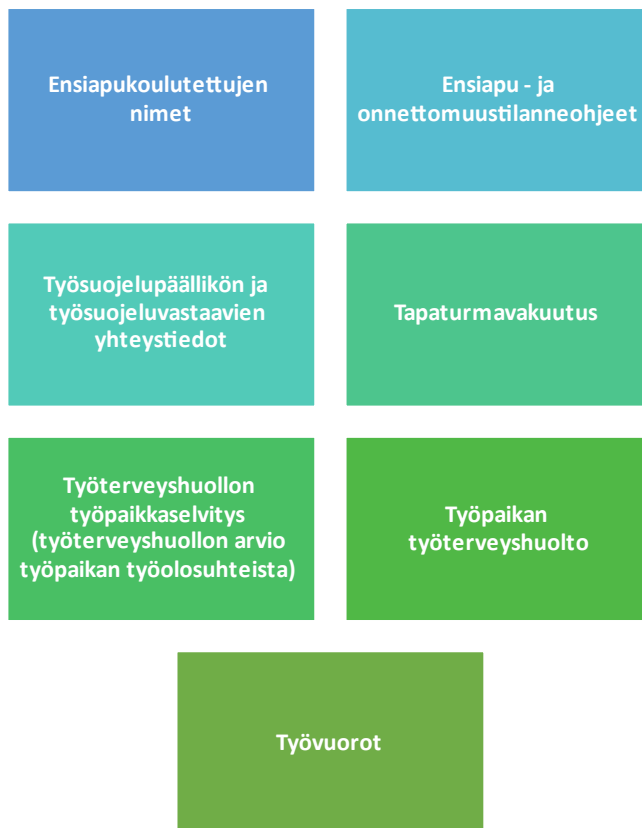 Ensiapukoulutettujen
nimet
Ensiapu - ja
onnettomuustilanneohjeet
Työsuojelupäällikön ja
työsuojeluvastaavien
yhteystiedot
Tapaturmavakuutus
Työterveyshuollon
työpaikkaselvitys
(työterveyshuollon arvio
työpaikan työolosuhteista)
Työpaikan
työterveyshuolto
Työvuorot